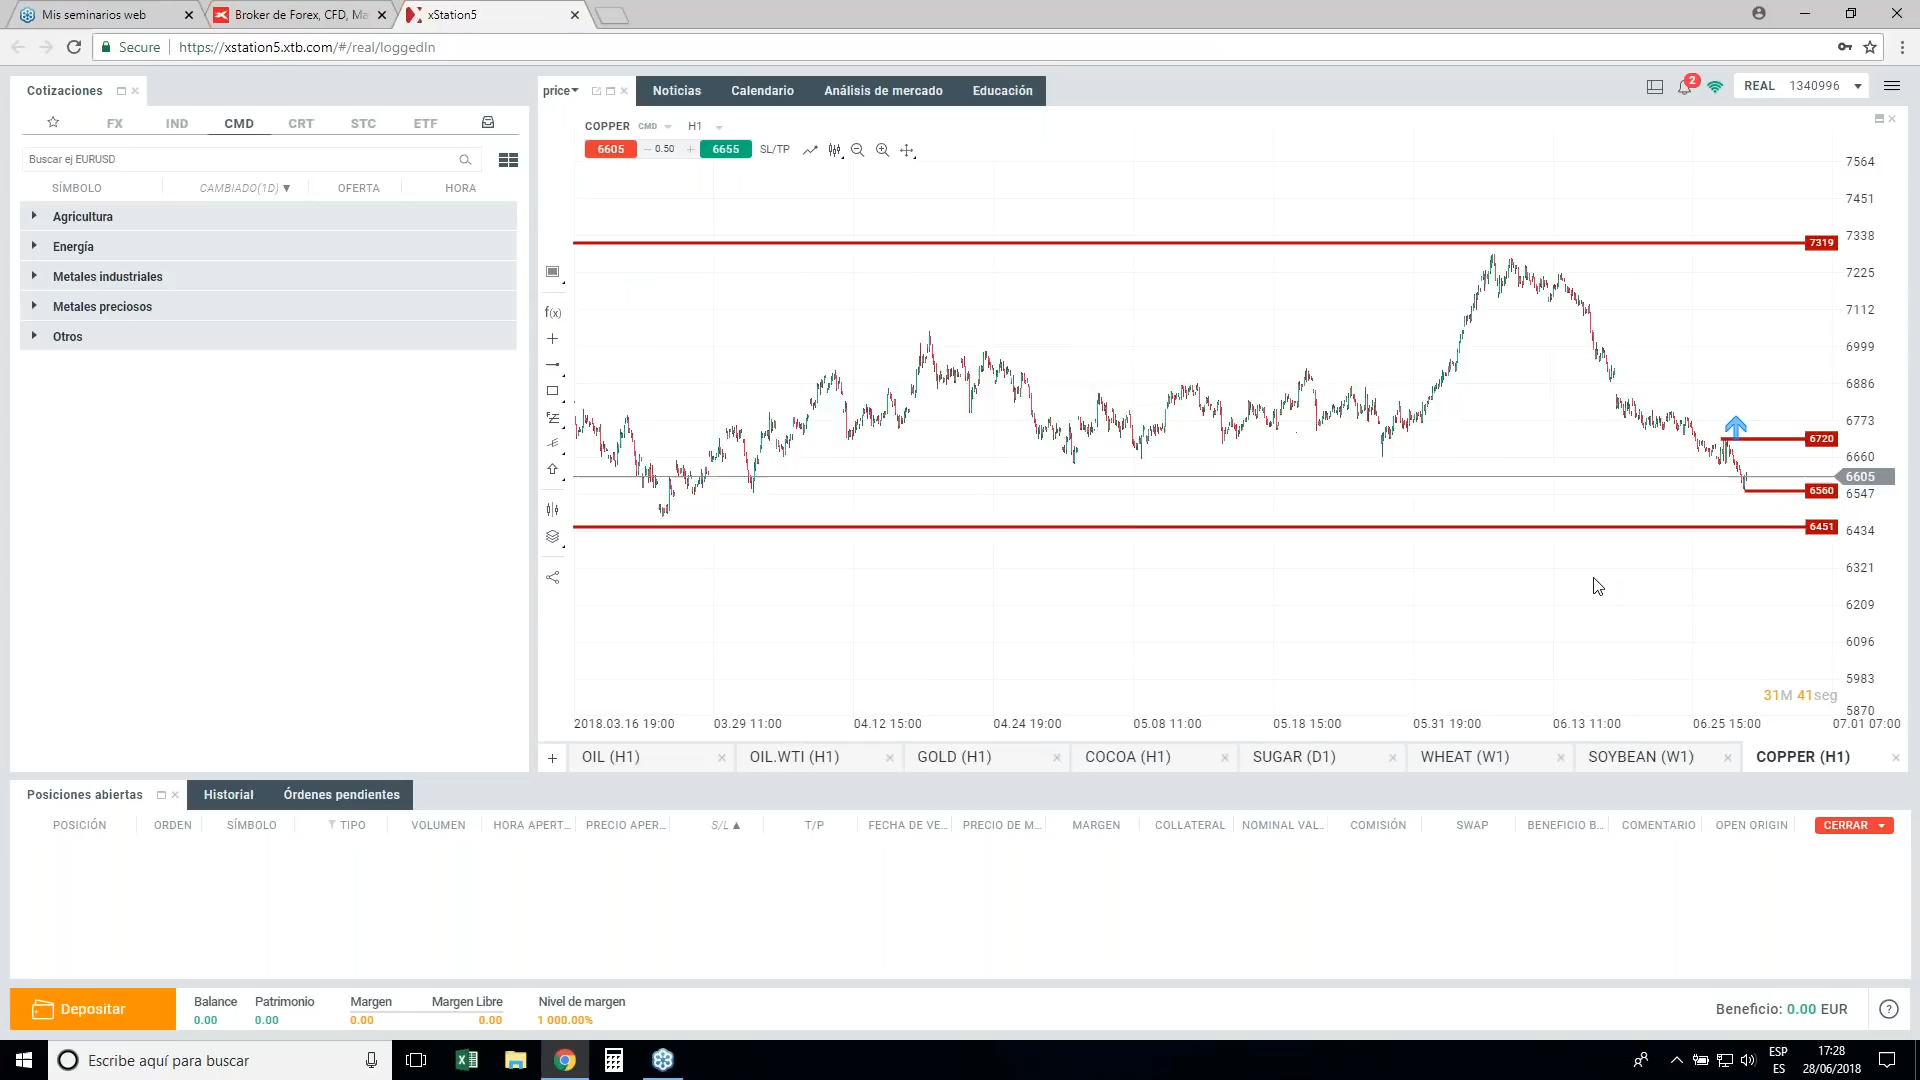 Mis seminarios web
Broker de Forex, CFD, Ma
xStation5
Secure
https://xstation5.xtb.com/#/real/loggedIn
Cotizaciones
price
Noticias
Calendario
Análisis de mercado
Educación
2
REAL 1340996
FX IND CMD CRT STC ETF
Buscar ej EURUSD
SÍMBOLO CAMBIADO(1D) ▼ OFERTA HORA
Agricultura
Energía
Metales industriales
Metales preciosos
Otros
COPPER CMD H1
6605 − 0.50 + 6655 SL/TP
f(x)
7564
7451
7338
7319
7225
7112
6999
6886
6773
6720
6660
6605
6560
6547
6451
6434
6321
6209
6096
5983
5870
31M 41seg
2018.03.16 19:00 03.29 11:00 04.12 15:00 04.24 19:00 05.08 11:00 05.18 15:00 05.31 19:00 06.13 11:00 06.25 15:00 07.01 07:00
+ OIL (H1) OIL.WTI (H1) GOLD (H1) COCOA (H1) SUGAR (D1) WHEAT (W1) SOYBEAN (W1) COPPER (H1)
Posiciones abiertas Historial Órdenes pendientes
POSICIÓN ORDEN SÍMBOLO TIPO VOLUMEN HORA APERT... PRECIO APER... S/L ▲ T/P FECHA DE VE... PRECIO DE M... MARGEN COLLATERAL NOMINAL VAL... COMISIÓN SWAP BENEFICIO B... COMENTARIO OPEN ORIGIN CERRAR
Depositar
Balance Patrimonio Margen Margen Libre Nivel de margen
0.00 0.00 0.00 0.00 1 000.00%
Beneficio: 0.00 EUR
?
Escribe aquí para buscar
ESP
ES
17:28
28/06/2018